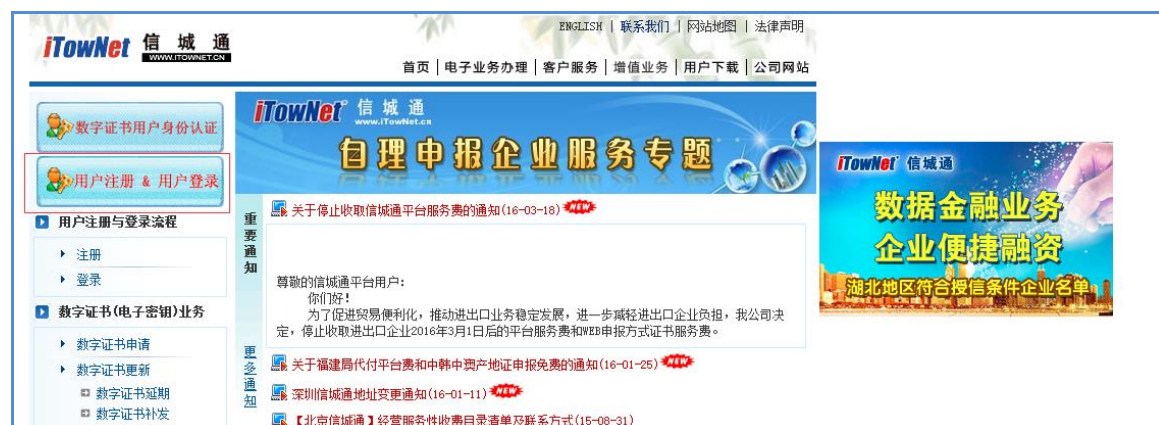 ENGLISH | 联系我们 | 网站地图 | 法律声明
iTowNet 信城通
WWW.ITOWNET.CN
首页 | 电子业务办理 | 客户服务 | 增值业务 | 用户下载 | 公司网站
数字证书用户身份认证
用户注册 & 用户登录
用户注册与登录流程
注册
登录
数字证书(电子密钥)业务
数字证书申请
数字证书更新
数字证书延期
数字证书补发
iTowNet 信城通
www.iTowNet.cn
自理申报企业服务专题
重要通知
关于停止收取信城通平台服务费的通知(16-03-18) NEW
尊敬的信城通平台用户:
你们好!
为了促进贸易便利化，推动进出口业务稳定发展，进一步减轻进出口企业负担，我公司决
定，停止收取进出口企业2016年3月1日后的平台服务费和WEB申报方式证书服务费。
更多通知
关于福建局代付平台费和中韩中澳产地证申报免费的通知(16-01-25) NEW
深圳信城通地址变更通知(16-01-11) NEW
【北京信城通】经营服务性收费目录清单及联系方式(15-08-31)
iTowNet 信城通
数据金融业务
企业便捷融资
湖北地区符合授信条件企业名单